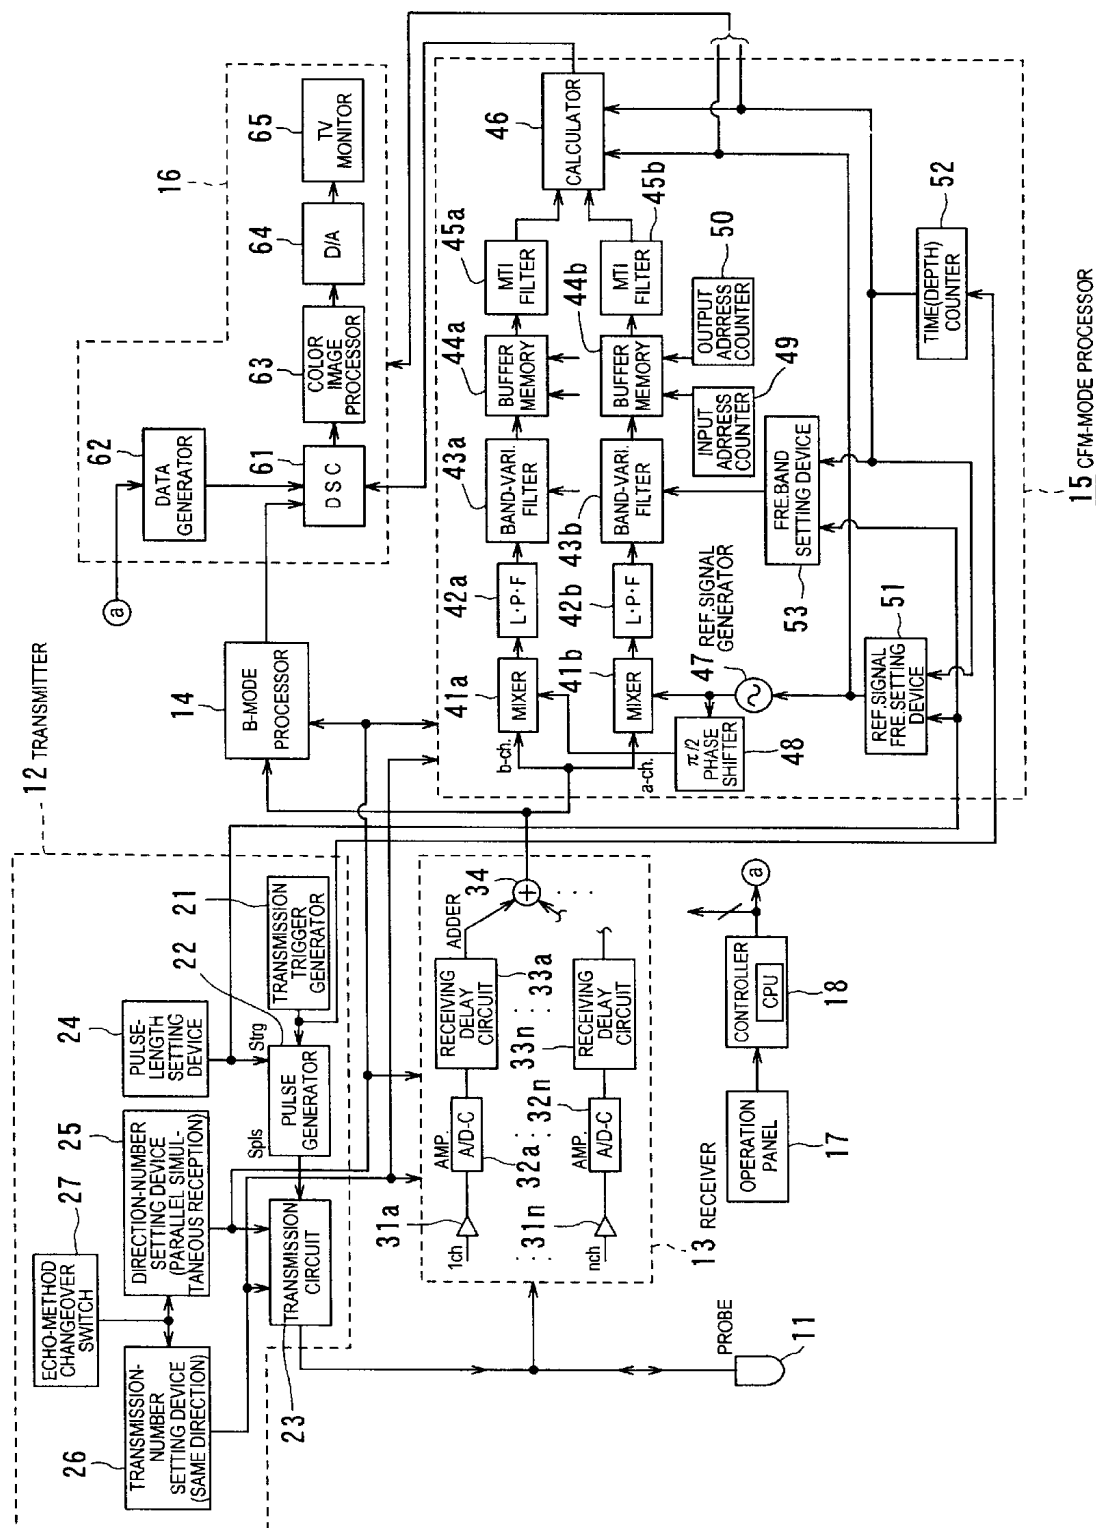 12 TRANSMITTER
27
ECHO-METHOD
CHANGEOVER
SWITCH
26
TRANSMISSION-
NUMBER
SETTING DEVICE
(SAME DIRECTION)
25
DIRECTION-NUMBER
SETTING DEVICE
(PARALLEL SIMUL-
TANEOUS RECEPTION)
24
PULSE-
LENGTH
SETTING
DEVICE
23
TRANSMISSION
CIRCUIT
Spls
PULSE
GENERATOR
22
Strg
TRANSMISSION
TRIGGER
GENERATOR
21
PROBE
11
13 RECEIVER
1ch
31a
AMP.
A/D-C
32a
RECEIVING
DELAY
CIRCUIT
33a
ADDER
34
nch
31n
AMP.
A/D-C
32n
33n
RECEIVING
DELAY
CIRCUIT
OPERATION
PANEL
17
CONTROLLER
CPU
18
a
14
B-MODE
PROCESSOR
16
a
62
DATA
GENERATOR
61
DSC
63
COLOR
IMAGE
PROCESSOR
64
D/A
65
TV
MONITOR
15 CFM-MODE PROCESSOR
b-ch.
41a
MIXER
42a
L·P·F
43a
BAND-VARI.
FILTER
44a
BUFFER
MEMORY
45a
MTI
FILTER
46
CALCULATOR
a-ch.
41b
MIXER
42b
L·P·F
43b
BAND-VARI.
FILTER
44b
BUFFER
MEMORY
45b
MTI
FILTER
π/2
PHASE
SHIFTER
48
47 REF.SIGNAL
GENERATOR
INPUT
ADRRESS
COUNTER
49
OUTPUT
ADRRESS
COUNTER
50
FRE.BAND
SETTING DEVICE
53
REF.SIGNAL
FRE.SETTING
DEVICE
51
TIME(DEPTH)
COUNTER
52